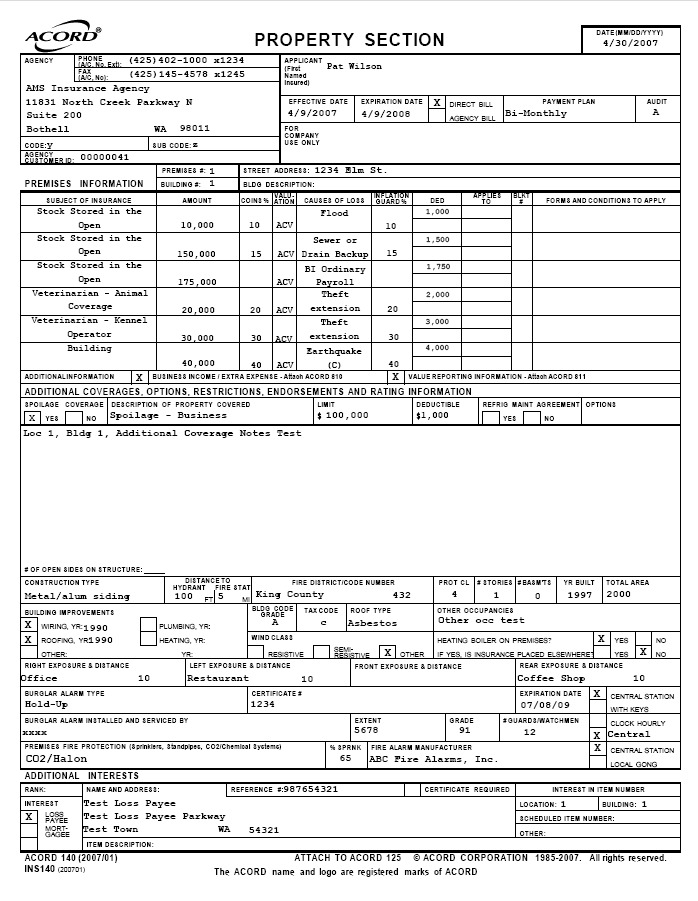 ACORD®
PROPERTY SECTION
DATE(MM/DD/YYYY)
4/30/2007
AGENCY
PHONE (A/C, No, Ext): (425)402-1000 x1234
FAX (A/C, No): (425)145-4578 x1245
AMS Insurance Agency
11831 North Creek Parkway N
Suite 200
Bothell WA 98011
CODE: y SUB CODE: z
AGENCY CUSTOMER ID: 00000041
APPLICANT (First Named Insured) Pat Wilson
EFFECTIVE DATE EXPIRATION DATE X DIRECT BILL PAYMENT PLAN AUDIT
4/9/2007 4/9/2008 AGENCY BILL Bi-Monthly A
FOR COMPANY USE ONLY
PREMISES INFORMATION
PREMISES #: 1 STREET ADDRESS: 1234 Elm St.
BUILDING #: 1 BLDG DESCRIPTION:
SUBJECT OF INSURANCE AMOUNT COINS % VALU-ATION CAUSES OF LOSS INFLATION GUARD % DED APPLIES TO BLKT # FORMS AND CONDITIONS TO APPLY
Stock Stored in the Open 10,000 10 ACV Flood 10 1,000
Stock Stored in the Open 150,000 15 ACV Sewer or Drain Backup 15 1,500
Stock Stored in the Open 175,000 ACV BI Ordinary Payroll 1,750
Veterinarian - Animal Coverage 20,000 20 ACV Theft extension 20 2,000
Veterinarian - Kennel Operator 30,000 30 ACV Theft extension 30 3,000
Building 40,000 40 ACV Earthquake (C) 40 4,000
ADDITIONAL INFORMATION X BUSINESS INCOME / EXTRA EXPENSE - Attach ACORD 810 X VALUE REPORTING INFORMATION - Attach ACORD 811
ADDITIONAL COVERAGES, OPTIONS, RESTRICTIONS, ENDORSEMENTS AND RATING INFORMATION
SPOILAGE COVERAGE DESCRIPTION OF PROPERTY COVERED LIMIT DEDUCTIBLE REFRIG MAINT AGREEMENT OPTIONS
X YES NO Spoilage - Business $ 100,000 $1,000 YES NO
Loc 1, Bldg 1, Additional Coverage Notes Test
# OF OPEN SIDES ON STRUCTURE:
CONSTRUCTION TYPE DISTANCE TO HYDRANT FIRE STAT FIRE DISTRICT/CODE NUMBER PROT CL # STORIES # BASM'TS YR BUILT TOTAL AREA
Metal/alum siding 100 FT 5 MI King County 432 4 1 0 1997 2000
BUILDING IMPROVEMENTS
X WIRING, YR:1990 PLUMBING, YR:
X ROOFING, YR:1990 HEATING, YR:
OTHER: YR:
BLDG CODE GRADE TAX CODE ROOF TYPE OTHER OCCUPANCIES
A c Asbestos Other occ test
WIND CLASS
RESISTIVE SEMI-RESISTIVE X OTHER
HEATING BOILER ON PREMISES? X YES NO
IF YES, IS INSURANCE PLACED ELSEWHERE? YES X NO
RIGHT EXPOSURE & DISTANCE LEFT EXPOSURE & DISTANCE FRONT EXPOSURE & DISTANCE REAR EXPOSURE & DISTANCE
Office 10 Restaurant 10 Coffee Shop 10
BURGLAR ALARM TYPE CERTIFICATE # EXPIRATION DATE X CENTRAL STATION
Hold-Up 1234 07/08/09 WITH KEYS
BURGLAR ALARM INSTALLED AND SERVICED BY EXTENT GRADE #GUARDS/WATCHMEN CLOCK HOURLY
xxxx 5678 91 12 X Central
PREMISES FIRE PROTECTION (Sprinklers, Standpipes, CO2/Chemical Systems) % SPRNK FIRE ALARM MANUFACTURER X CENTRAL STATION
CO2/Halon 65 ABC Fire Alarms, Inc. LOCAL GONG
ADDITIONAL INTERESTS
RANK: NAME AND ADDRESS: REFERENCE #:987654321 CERTIFICATE REQUIRED INTEREST IN ITEM NUMBER
INTEREST Test Loss Payee LOCATION: 1 BUILDING: 1
X LOSS PAYEE Test Loss Payee Parkway SCHEDULED ITEM NUMBER:
MORT-GAGEE Test Town WA 54321 OTHER:
ITEM DESCRIPTION:
ACORD 140 (2007/01) ATTACH TO ACORD 125 © ACORD CORPORATION 1985-2007. All rights reserved.
INS140 (200701) The ACORD name and logo are registered marks of ACORD